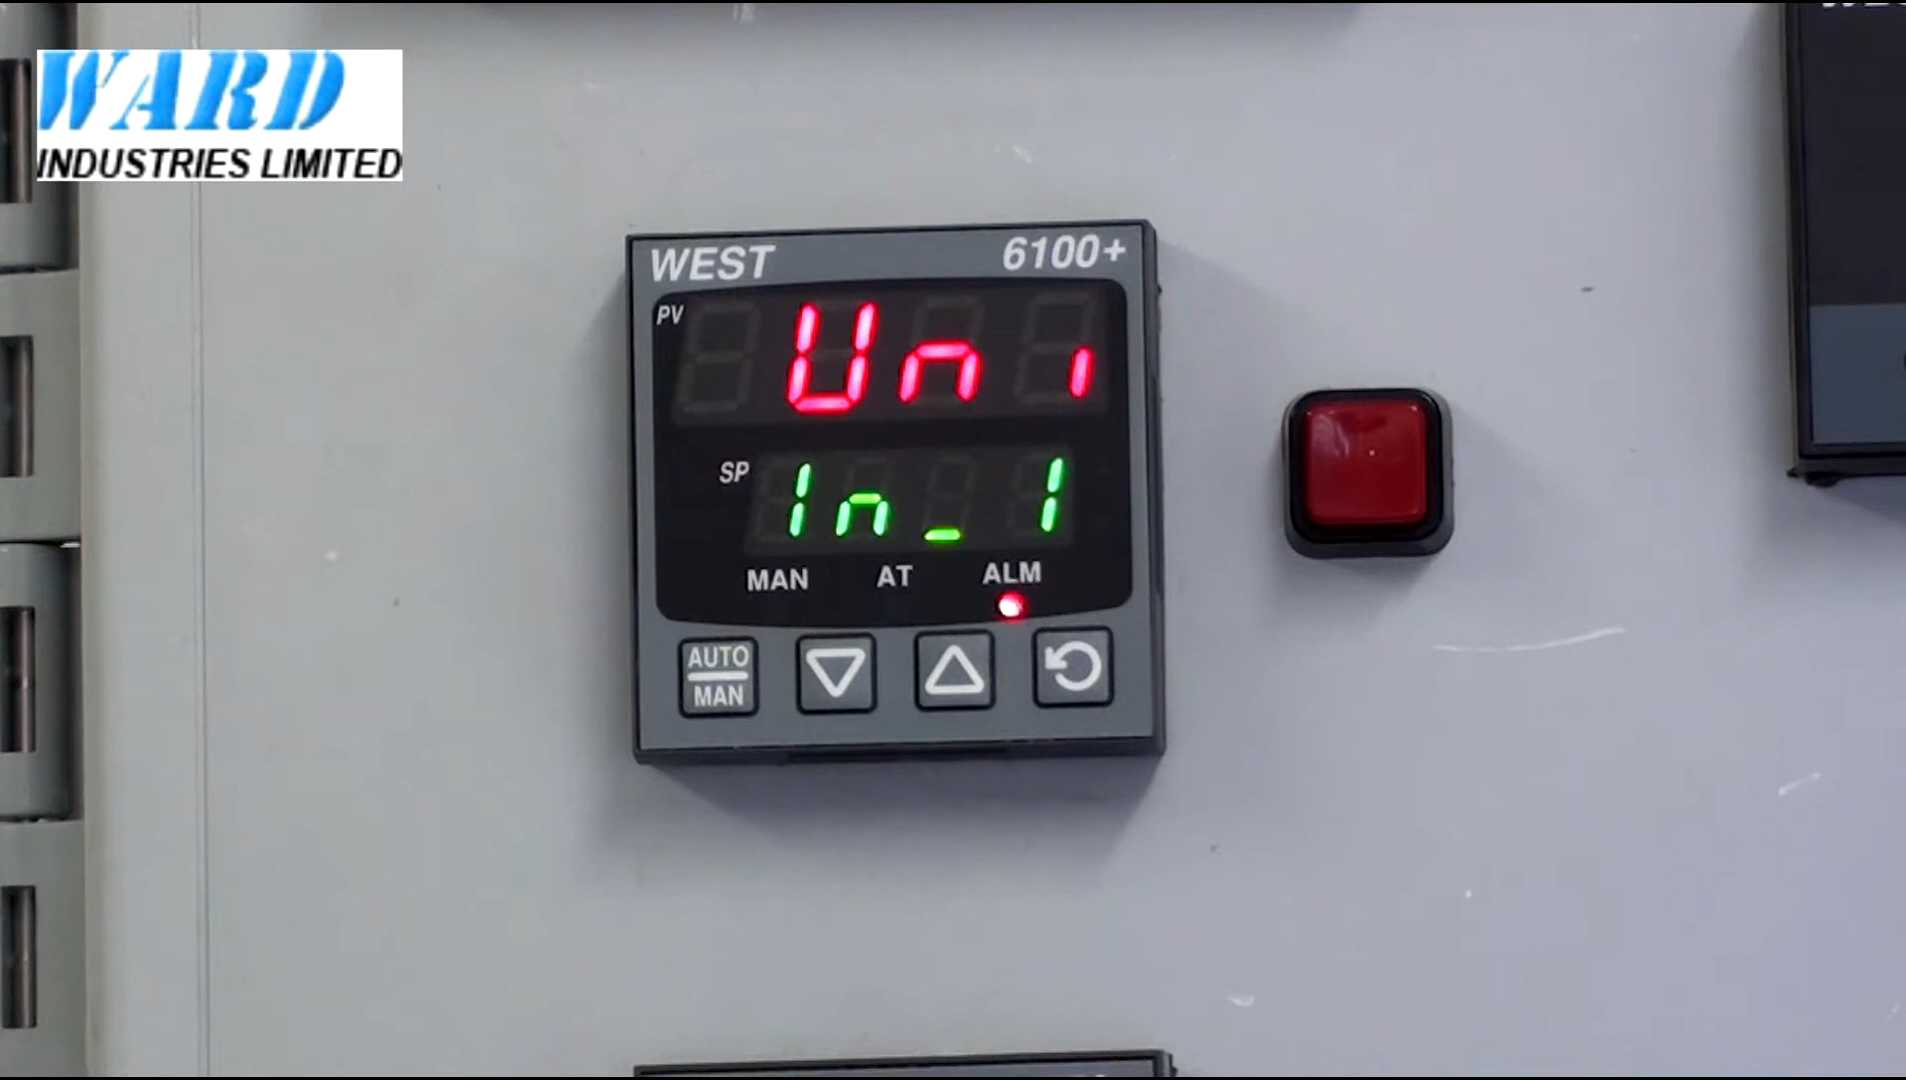 WARD
INDUSTRIES LIMITED
WEST 6100+
PV Uni
SP In_1
MAN AT ALM
AUTO
MAN